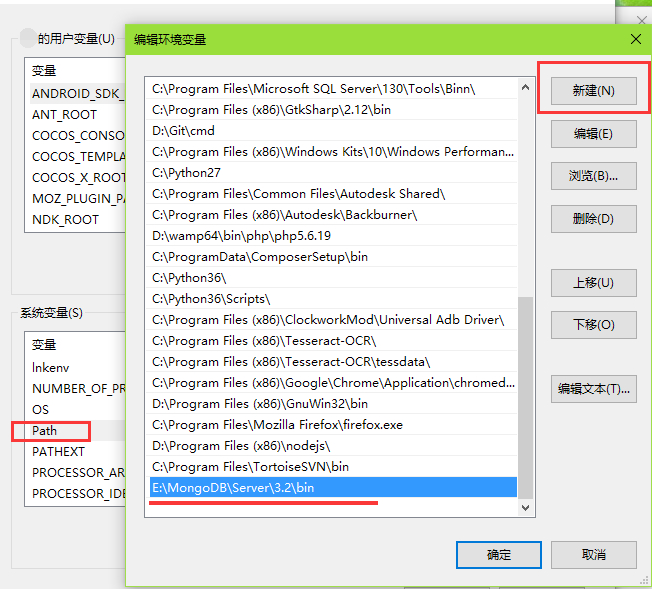 的用户变量(U)
变量
ANDROID_SDK_
ANT_ROOT
COCOS_CONSO
COCOS_TEMPLA
COCOS_X_ROOT
MOZ_PLUGIN_PA
NDK_ROOT
系统变量(S)
变量
lnkenv
NUMBER_OF_PR
OS
Path
PATHEXT
PROCESSOR_AR
PROCESSOR_IDE
编辑环境变量
C:\Program Files\Microsoft SQL Server\130\Tools\Binn\
C:\Program Files (x86)\GtkSharp\2.12\bin
D:\Git\cmd
C:\Program Files (x86)\Windows Kits\10\Windows Performan...
C:\Python27
C:\Program Files\Common Files\Autodesk Shared\
C:\Program Files (x86)\Autodesk\Backburner\
D:\wamp64\bin\php\php5.6.19
C:\ProgramData\ComposerSetup\bin
C:\Python36\
C:\Python36\Scripts\
C:\Program Files (x86)\ClockworkMod\Universal Adb Driver\
C:\Program Files (x86)\Tesseract-OCR\
C:\Program Files (x86)\Tesseract-OCR\tessdata\
C:\Program Files (x86)\Google\Chrome\Application\chromed...
D:\Program Files (x86)\GnuWin32\bin
C:\Program Files\Mozilla Firefox\firefox.exe
D:\Program Files (x86)\nodejs\
C:\Program Files\TortoiseSVN\bin
E:\MongoDB\Server\3.2\bin
新建(N)
编辑(E)
浏览(B)...
删除(D)
上移(U)
下移(O)
编辑文本(T)...
确定
取消